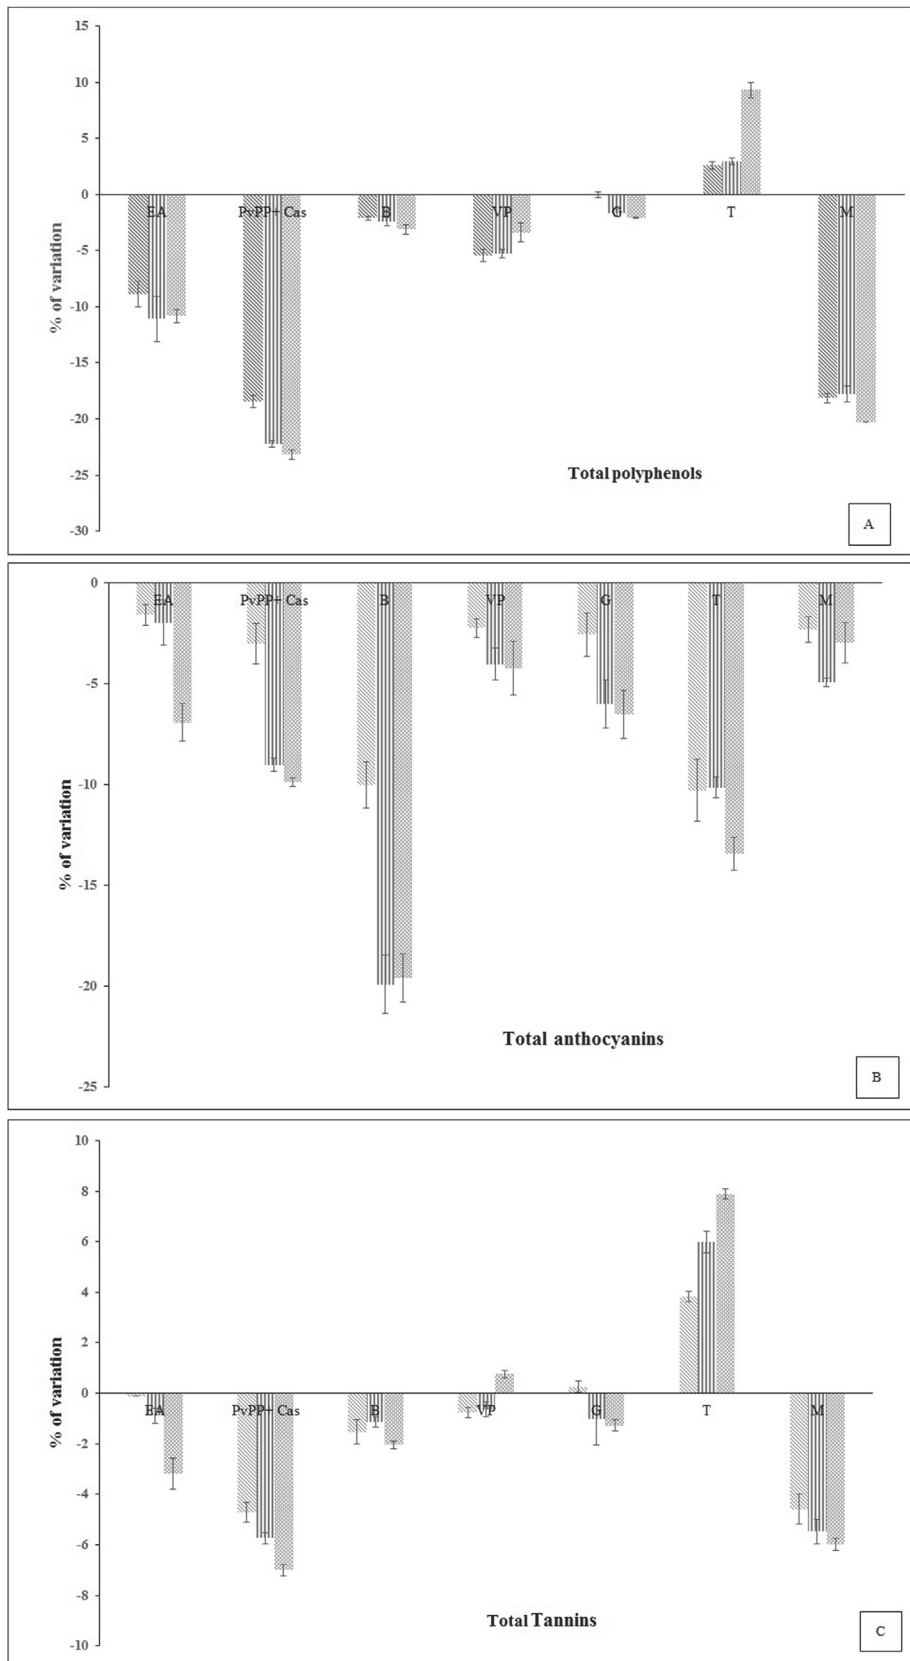 15
10
5
0
-5
-10
-15
-20
-25
-30
% of variation
EA PvPP+ Cas B VP G T M
Total polyphenols
A
0
-5
-10
-15
-20
-25
% of variation
EA PvPP+ Cas B VP G T M
Total anthocyanins
B
10
8
6
4
2
0
-2
-4
-6
-8
-10
% of variation
EA PvPP+ Cas B VP G T M
Total Tannins
C